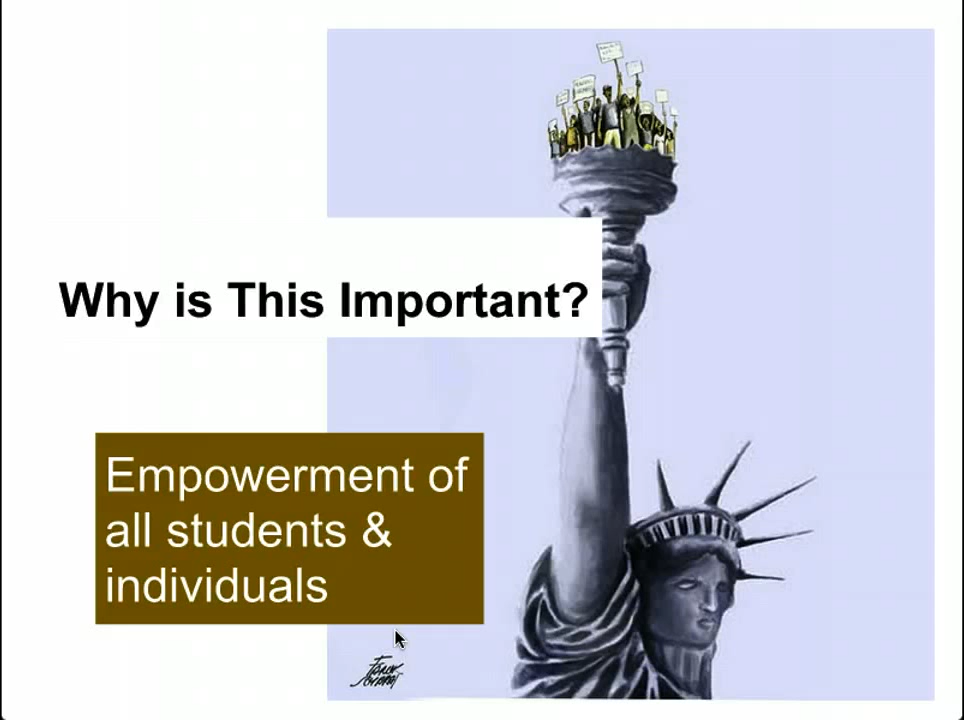 Why is This Important?
Empowerment of
all students &
individuals